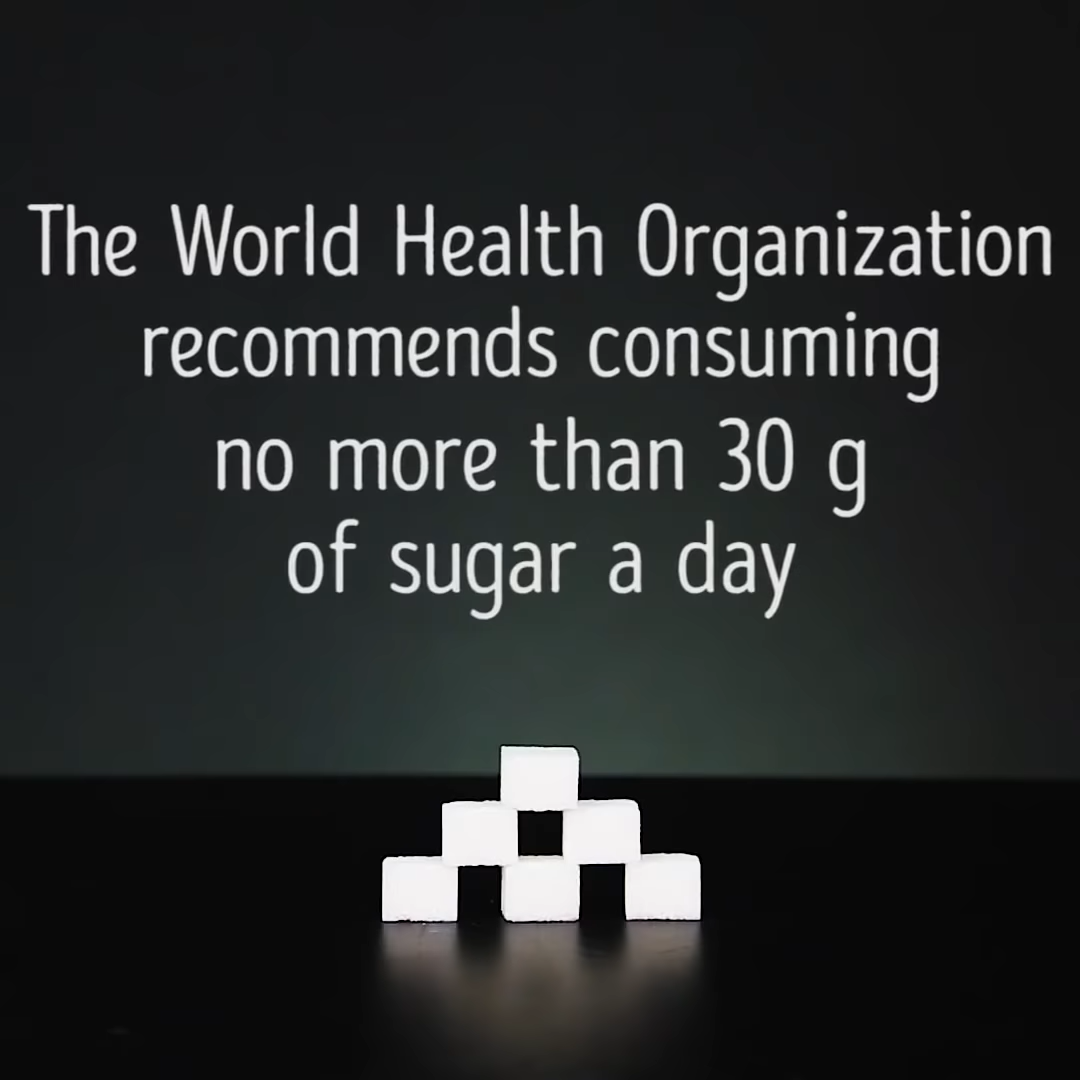 The World Health Organization
recommends consuming
no more than 30 g
of sugar a day